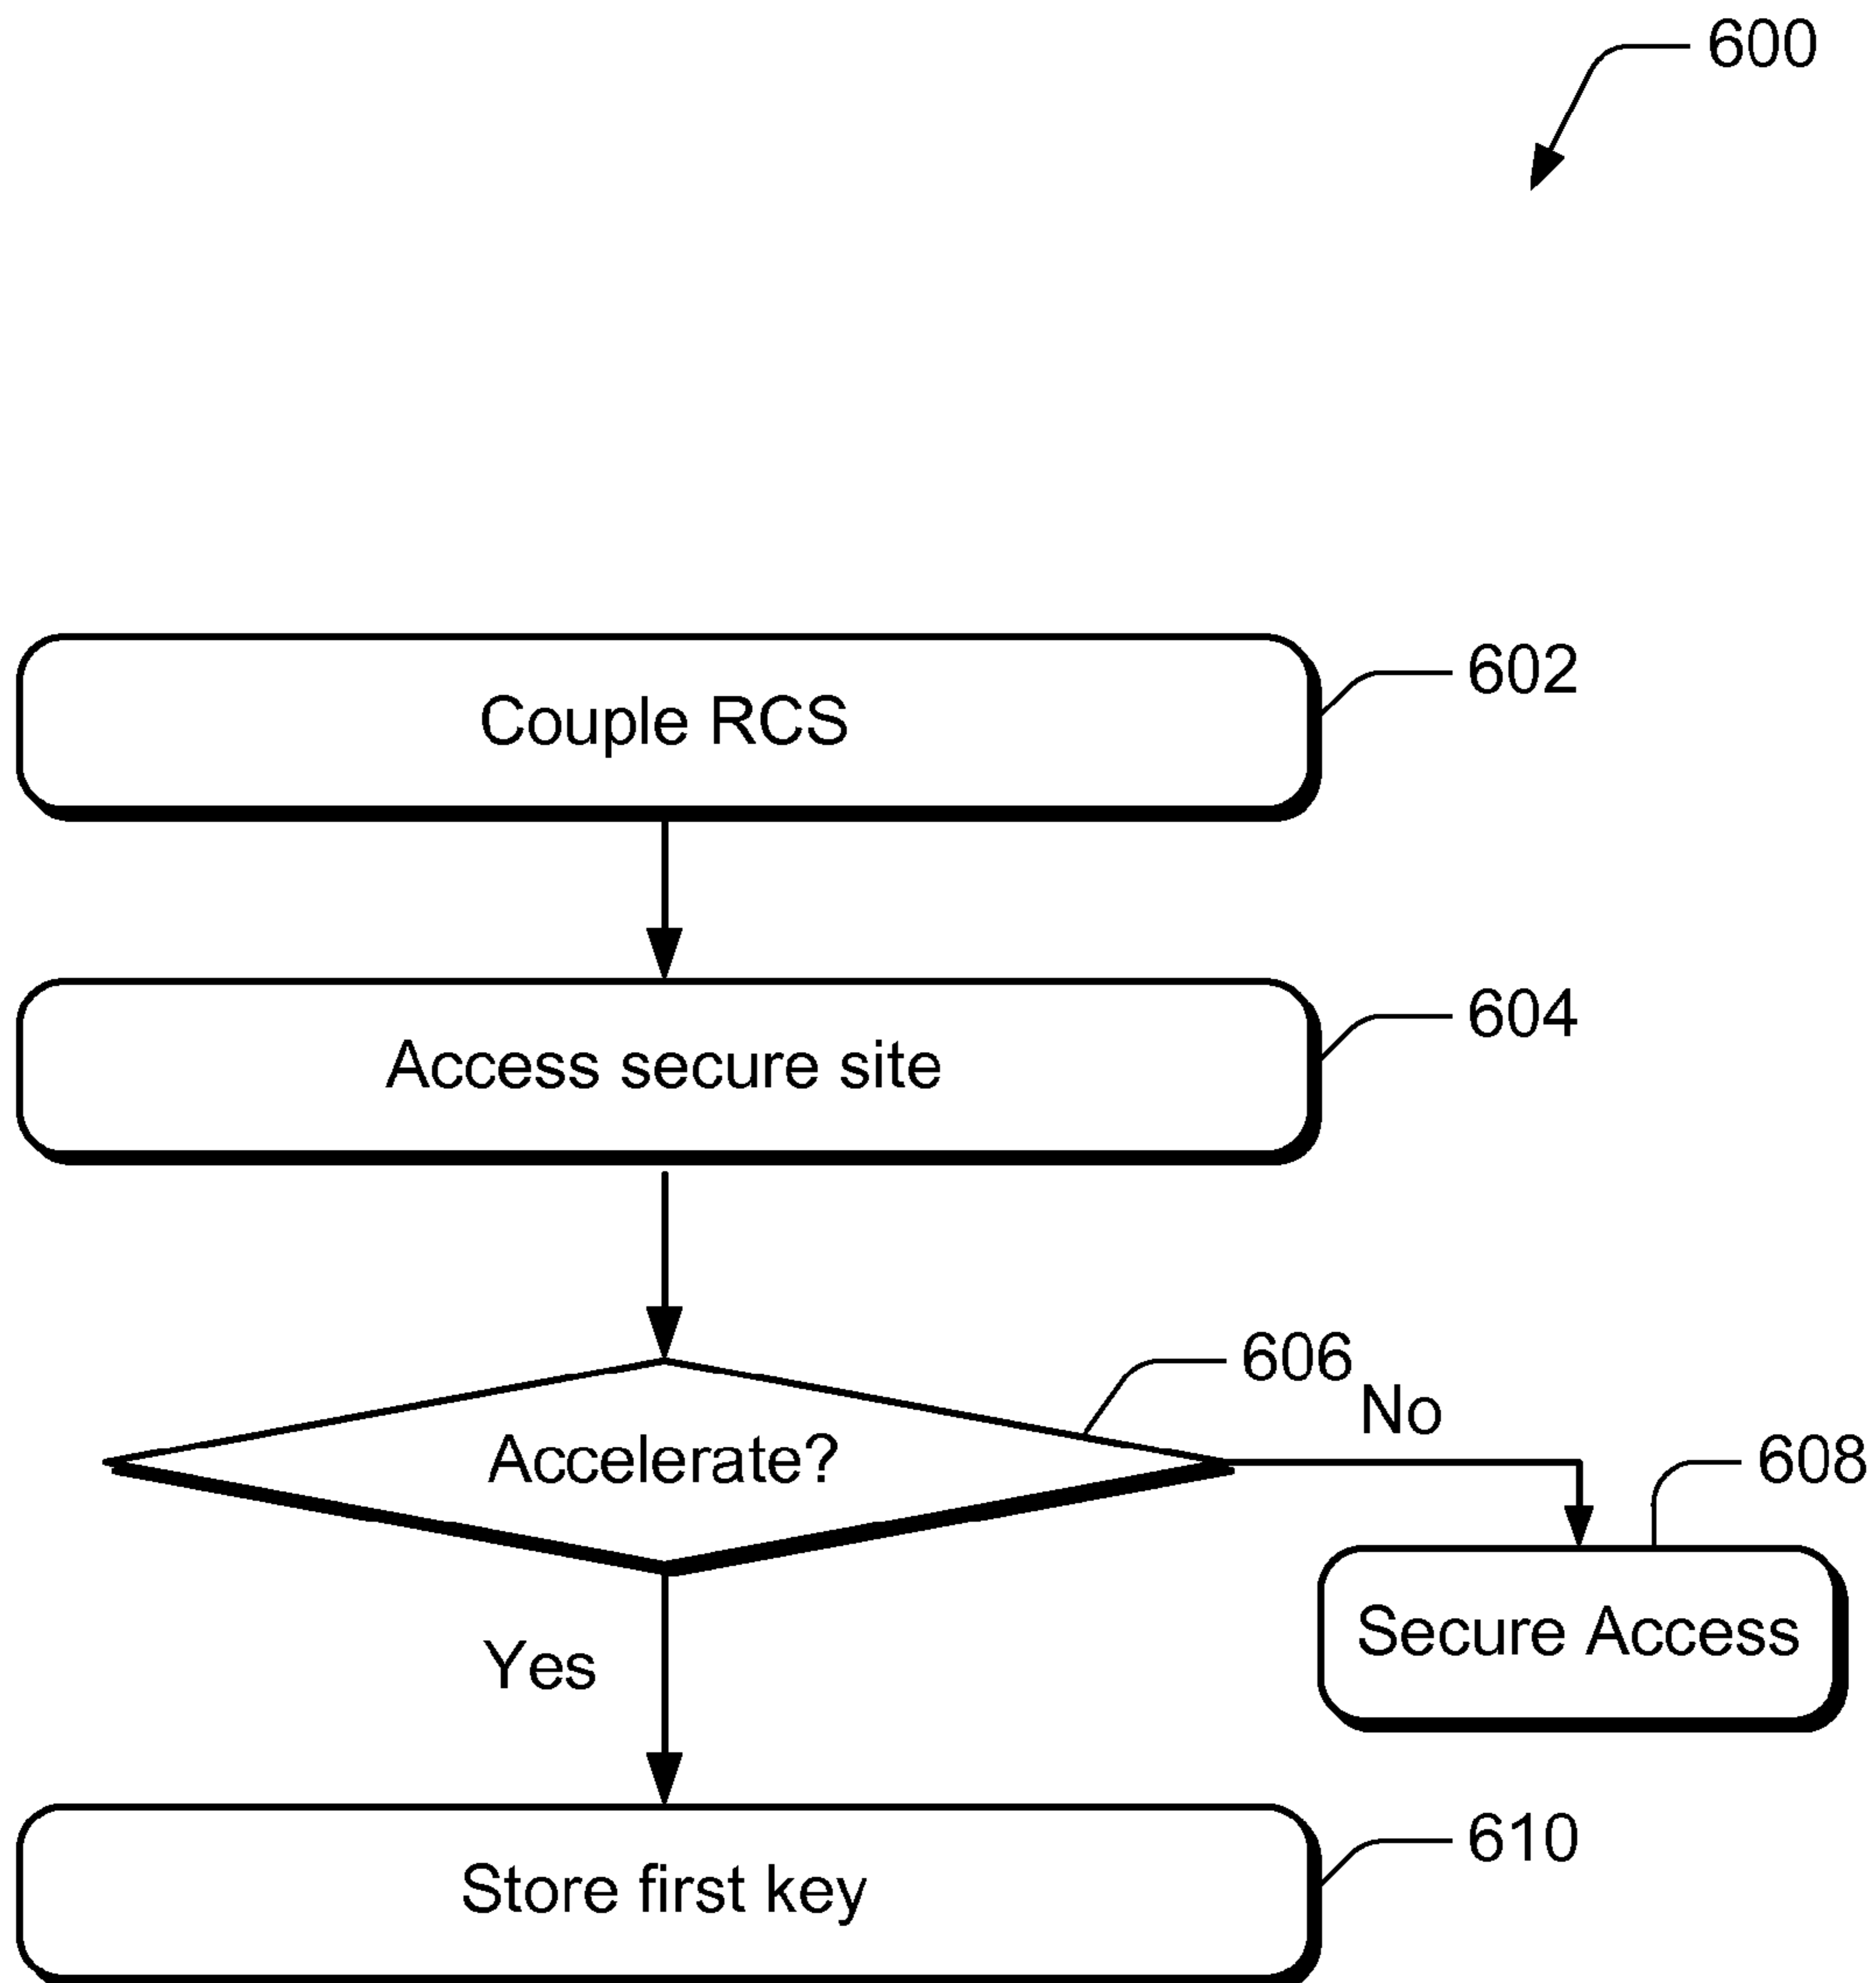 600
Couple RCS
602
Access secure site
604
606
No
Accelerate?
608
Secure Access
Yes
Store first key
610